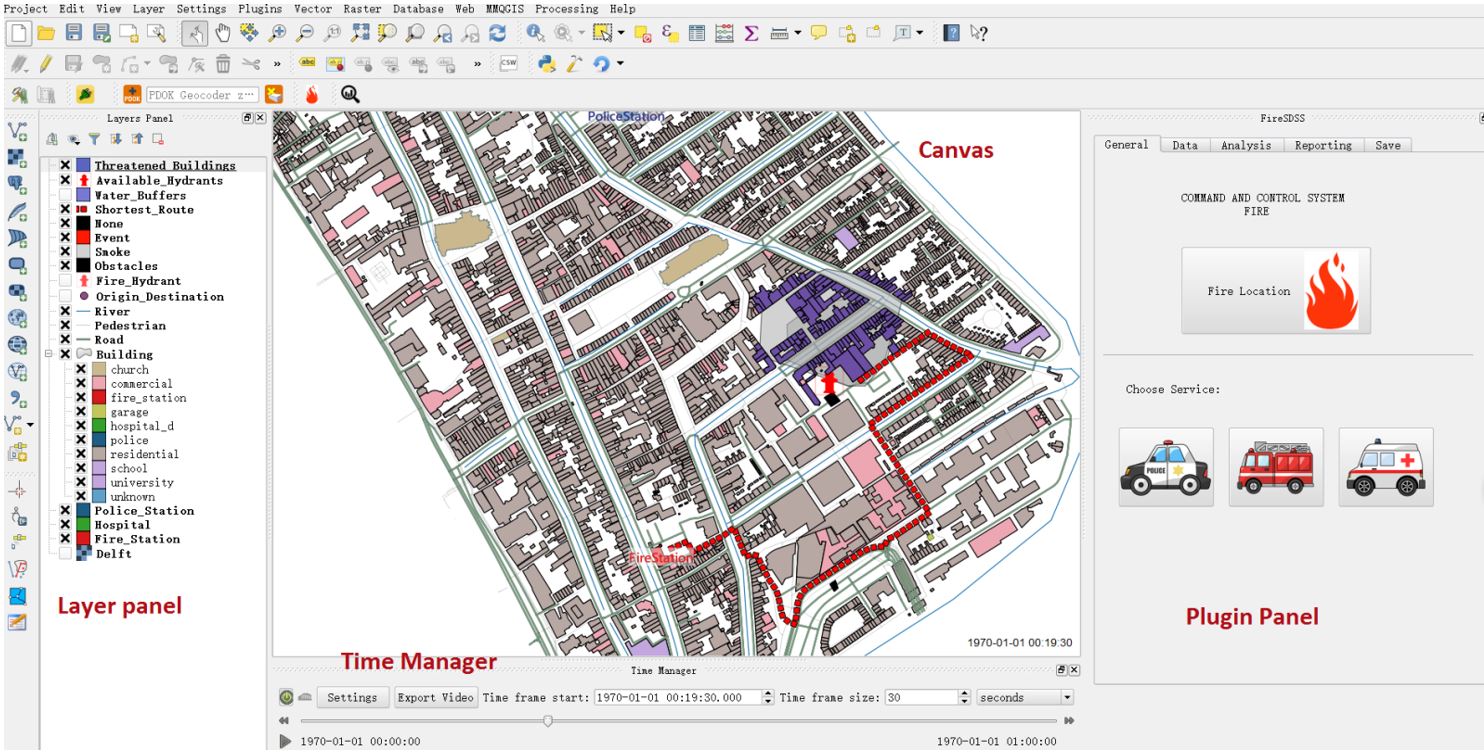 Project Edit View Layer Settings Plugins Vector Raster Database Web MMQGIS Processing Help
abc abc
CSW
PDOK
PDOK Geocoder z...
Layers Panel
Threatened_Buildings
Available_Hydrants
Water_Buffers
Shortest_Route
None
Event
Smoke
Obstacles
Fire_Hydrant
Origin_Destination
River
Pedestrian
Road
Building
church
commercial
fire_station
garage
hospital_d
police
residential
school
university
unknown
Police_Station
Hospital
Fire_Station
Delft
Layer panel
PoliceStation
Canvas
FireStation
1970-01-01 00:19:30
Time Manager
Time Manager
Settings Export Video Time frame start: 1970-01-01 00:19:30.000 Time frame size: 30 seconds
1970-01-01 00:00:00 1970-01-01 01:00:00
FireSDSS
General Data Analysis Reporting Save
COMMAND AND CONTROL SYSTEM
FIRE
Fire Location
Choose Service:
POLICE
Plugin Panel